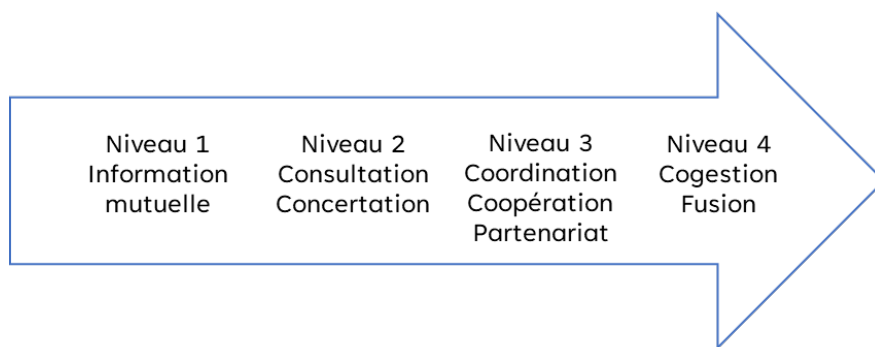 Niveau 1
Information
mutuelle
Niveau 2
Consultation
Concertation
Niveau 3
Coordination
Coopération
Partenariat
Niveau 4
Cogestion
Fusion